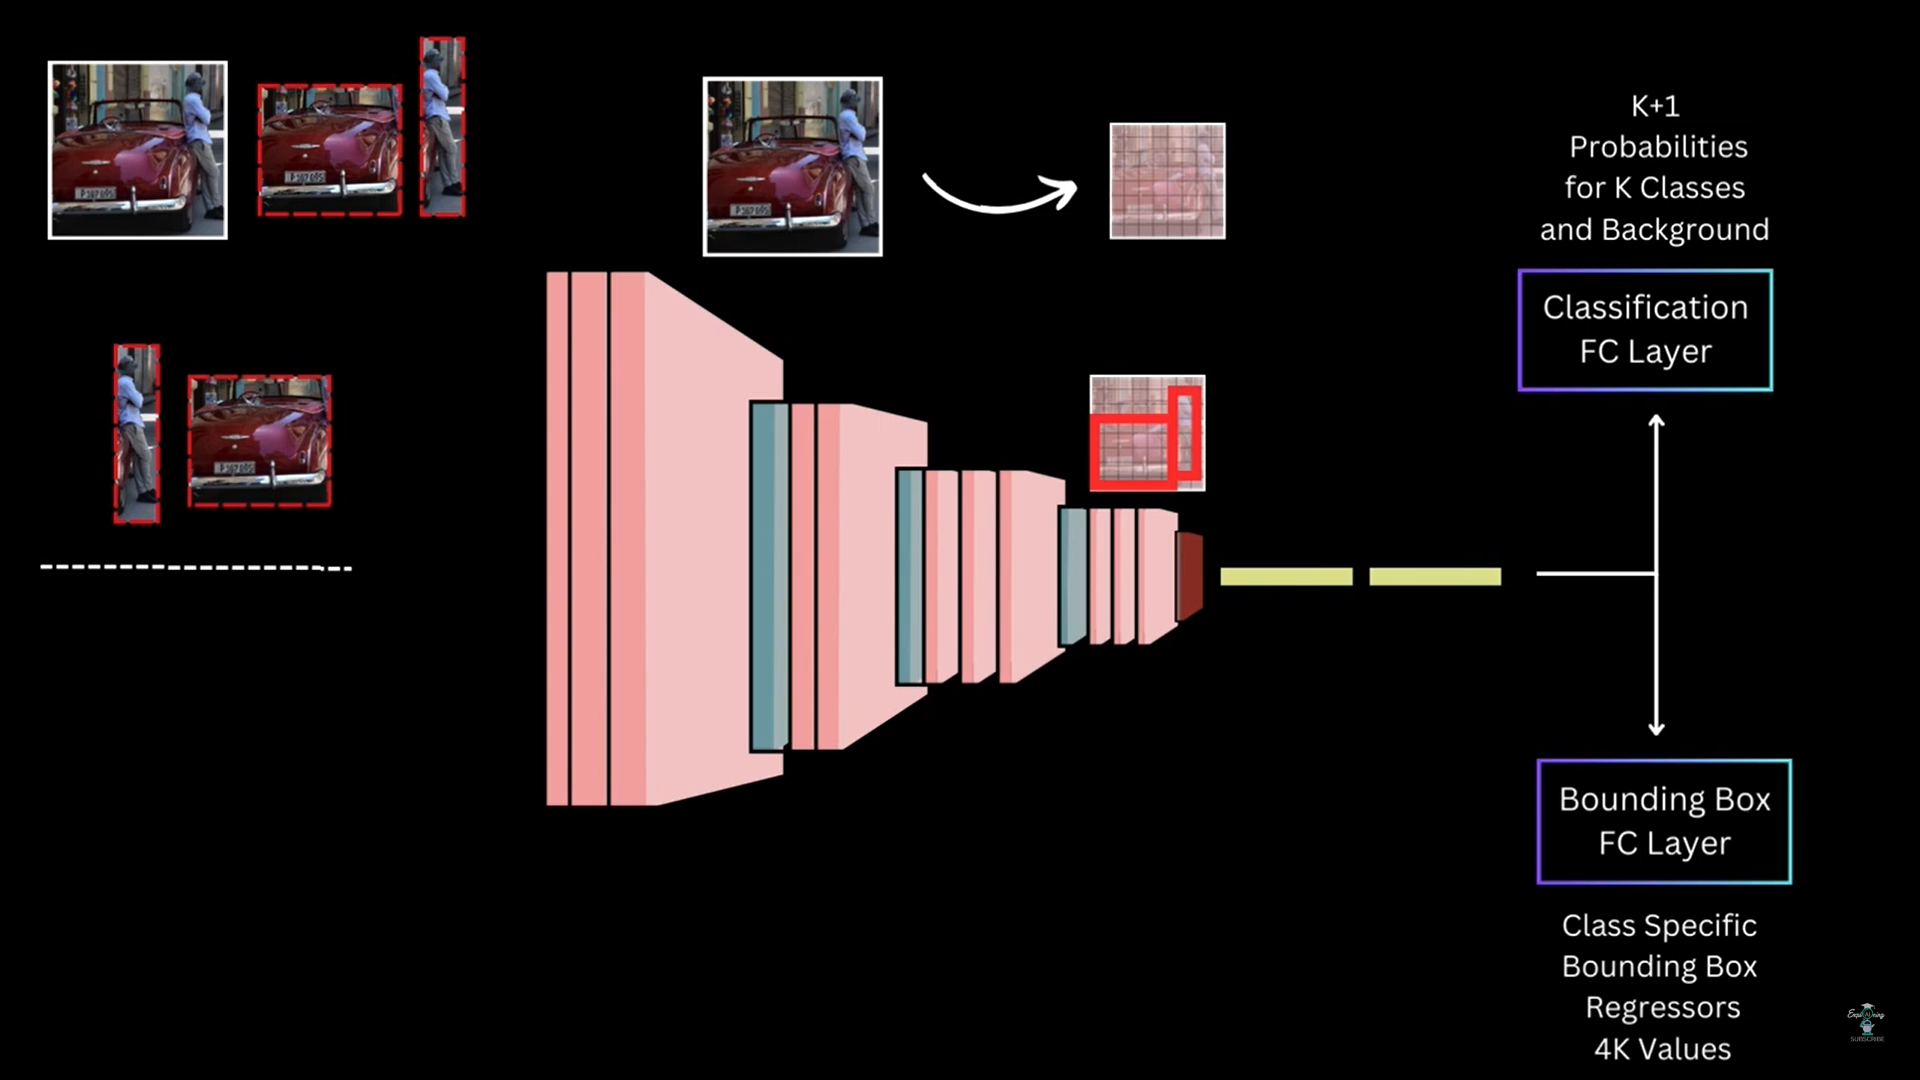 K+1
Probabilities
for K Classes
and Background
Classification
FC Layer
Bounding Box
FC Layer
Class Specific
Bounding Box
Regressors
4K Values
SUBSCRIBE